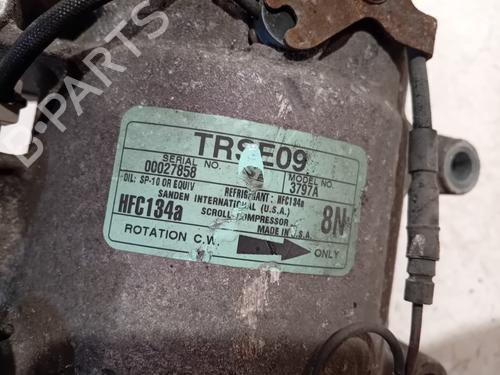 B-PARTS
TRSE09
SERIAL NO.
00027858
MODEL NO.
3797A
OIL: SP-10 OR EQUIV
REFRIGERANT: HFC134a
SANDEN INTERNATIONAL (U.S.A.)
HFC134a
SCROLL COMPRESSOR
8N
MADE IN U.S.A.
ROTATION C.W.
ONLY